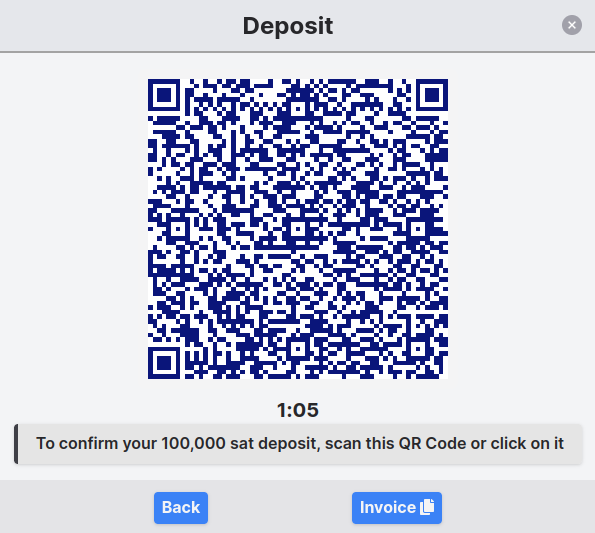 Deposit
1:05
To confirm your 100,000 sat deposit, scan this QR Code or click on it
Back
Invoice